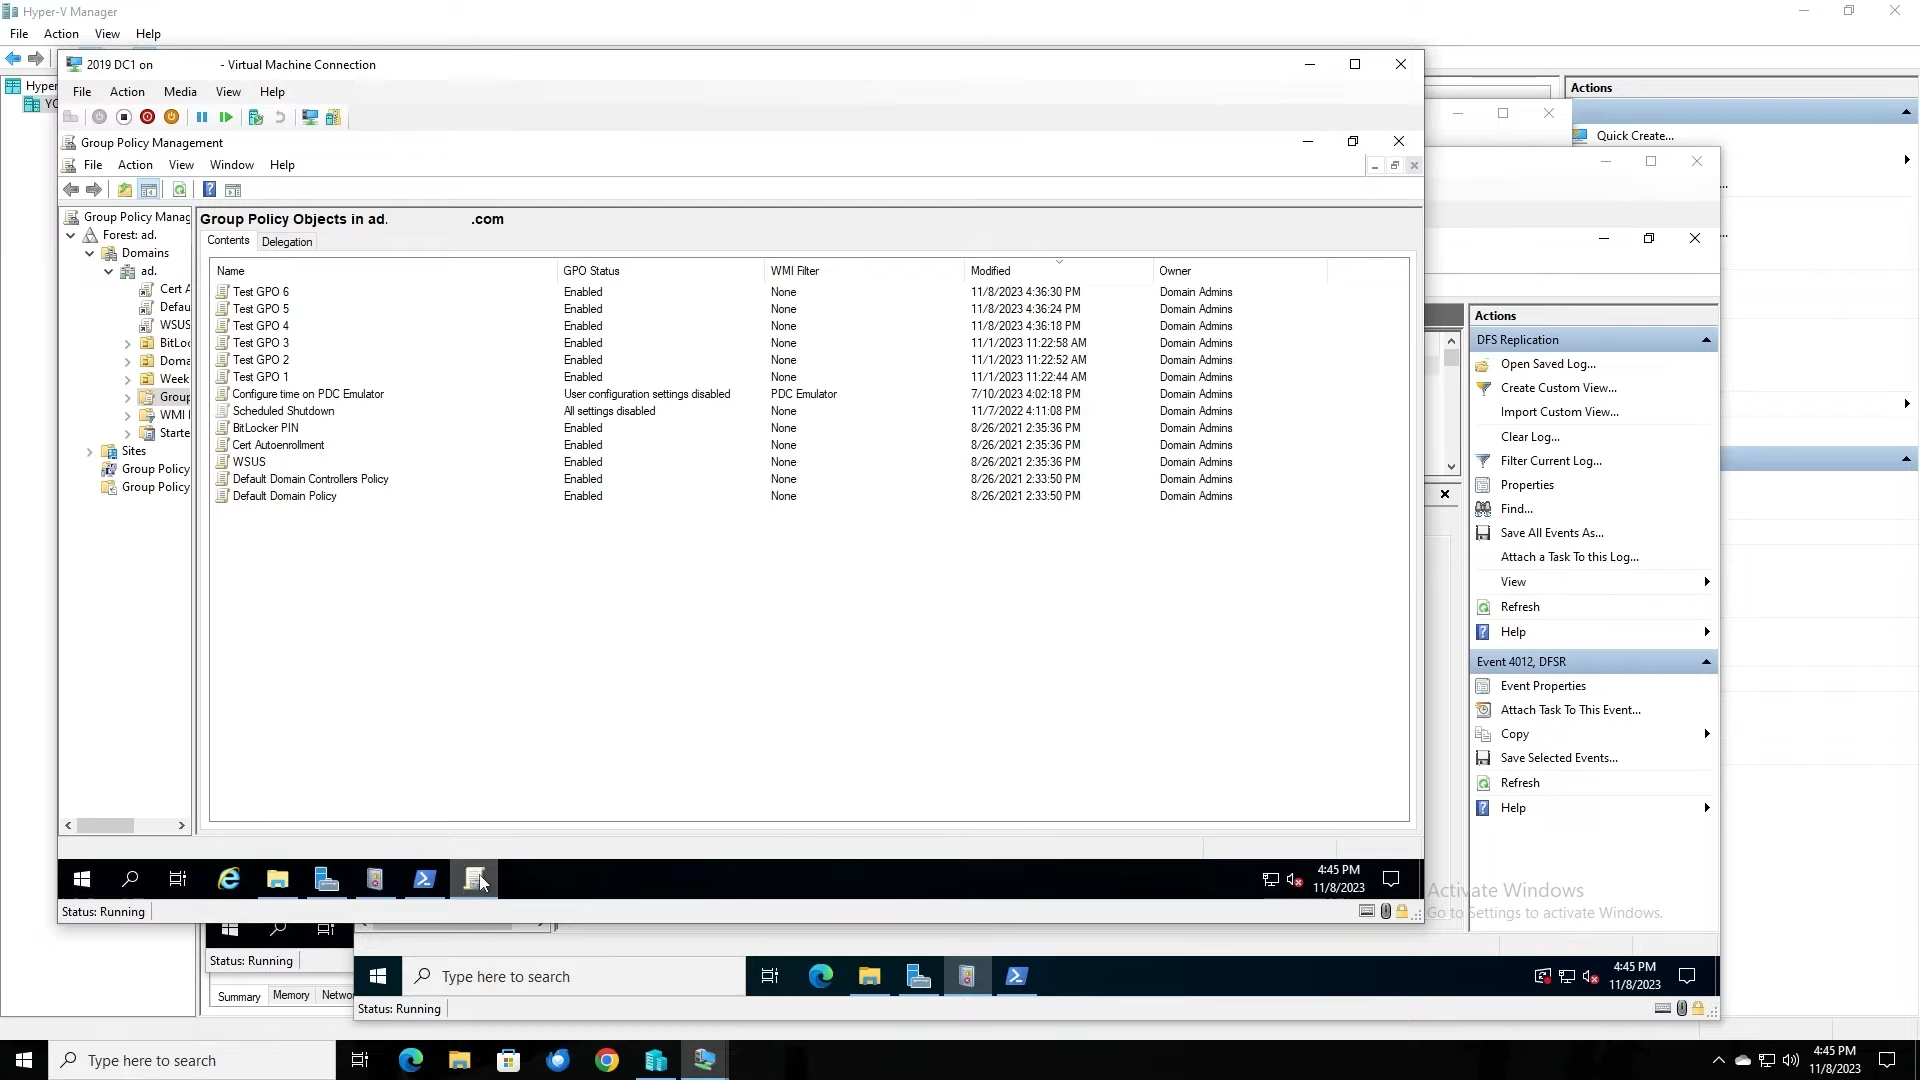 Hyper-V Manager
File Action View Help
Hyper
2019 DC1 on - Virtual Machine Connection
File Action Media View Help
Group Policy Management
File Action View Window Help
Group Policy Manag
Forest: ad.
Domains
ad.
Cert A
Defau
WSUS
BitLoc
Doma
Week
Group
WMI
Starte
Sites
Group Policy
Group Policy
Group Policy Objects in ad. .com
Contents Delegation
Name GPO Status WMI Filter Modified Owner
Test GPO 6 Enabled None 11/8/2023 4:36:30 PM Domain Admins
Test GPO 5 Enabled None 11/8/2023 4:36:24 PM Domain Admins
Test GPO 4 Enabled None 11/8/2023 4:36:18 PM Domain Admins
Test GPO 3 Enabled None 11/1/2023 11:22:58 AM Domain Admins
Test GPO 2 Enabled None 11/1/2023 11:22:52 AM Domain Admins
Test GPO 1 Enabled None 11/1/2023 11:22:44 AM Domain Admins
Configure time on PDC Emulator User configuration settings disabled PDC Emulator 7/10/2023 4:02:18 PM Domain Admins
Scheduled Shutdown All settings disabled None 11/7/2022 4:11:08 PM Domain Admins
BitLocker PIN Enabled None 8/26/2021 2:35:36 PM Domain Admins
Cert Autoenrollment Enabled None 8/26/2021 2:35:36 PM Domain Admins
WSUS Enabled None 8/26/2021 2:35:36 PM Domain Admins
Default Domain Controllers Policy Enabled None 8/26/2021 2:33:50 PM Domain Admins
Default Domain Policy Enabled None 8/26/2021 2:33:50 PM Domain Admins
4:45 PM
11/8/2023
Status: Running
Actions
Quick Create...
Actions
DFS Replication
Open Saved Log...
Create Custom View...
Import Custom View...
Clear Log...
Filter Current Log...
Properties
Find...
Save All Events As...
Attach a Task To this Log...
View
Refresh
Help
Event 4012, DFSR
Event Properties
Attach Task To This Event...
Copy
Save Selected Events...
Refresh
Help
Activate Windows
Go to Settings to activate Windows.
Status: Running
Summary Memory Netwo
Type here to search
4:45 PM
11/8/2023
Status: Running
Type here to search
4:45 PM
11/8/2023